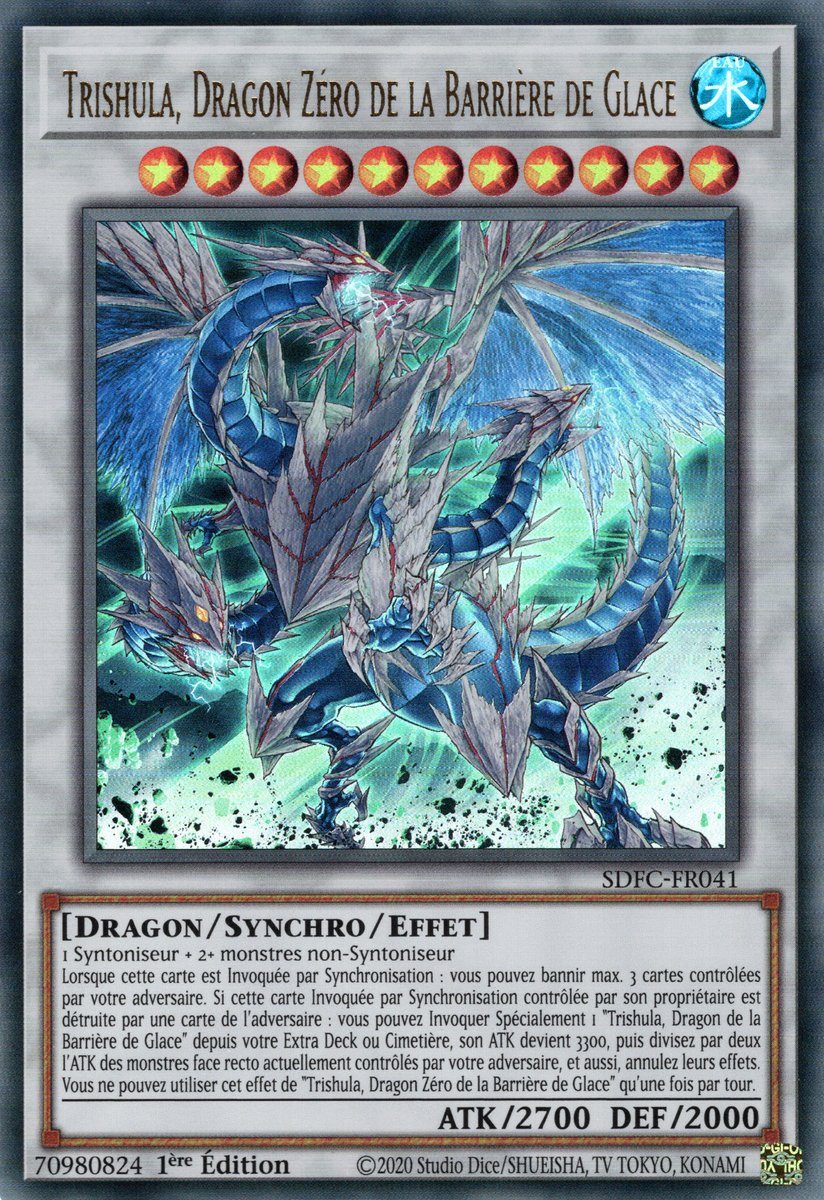 TRISHULA, DRAGON ZÉRO DE LA BARRIÈRE DE GLACE
EAU
水
SDFC-FR041
[DRAGON/SYNCHRO/EFFET]
1 Syntoniseur + 2+ monstres non-Syntoniseur
Lorsque cette carte est Invoquée par Synchronisation : vous pouvez bannir max. 3 cartes contrôlées
par votre adversaire. Si cette carte Invoquée par Synchronisation contrôlée par son propriétaire est
détruite par une carte de l'adversaire : vous pouvez Invoquer Spécialement 1 "Trishula, Dragon de la
Barrière de Glace" depuis votre Extra Deck ou Cimetière, son ATK devient 3300, puis divisez par deux
l'ATK des monstres face recto actuellement contrôlés par votre adversaire, et aussi, annulez leurs effets.
Vous ne pouvez utiliser cet effet de "Trishula, Dragon Zéro de la Barrière de Glace" qu'une fois par tour.
ATK/2700 DEF/2000
70980824 1ère Édition ©2020 Studio Dice/SHUEISHA, TV TOKYO, KONAMI